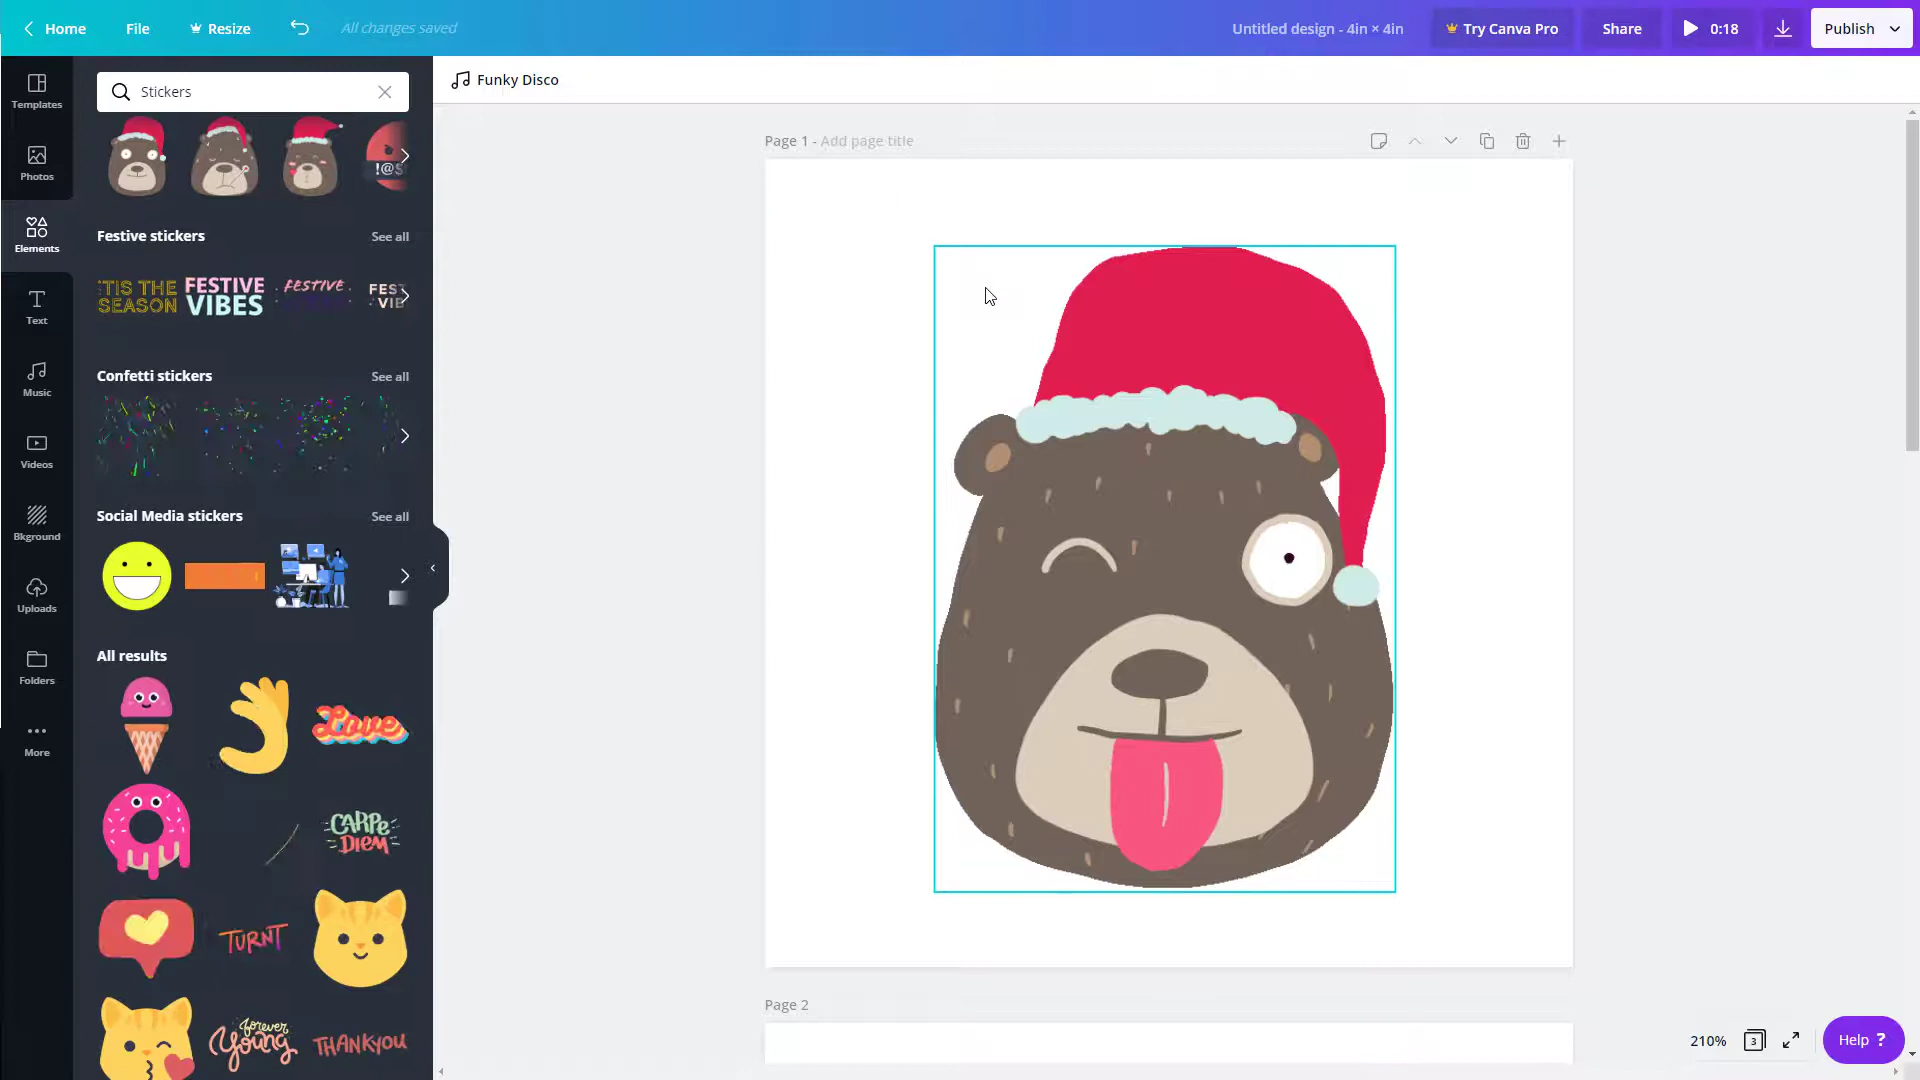 Home
File
Resize
All changes saved
Untitled design - 4in × 4in
Try Canva Pro
Share
0:18
Publish
Templates
Photos
Elements
Text
Music
Videos
Bkground
Uploads
Folders
More
Stickers
!@$
Festive stickers
See all
'TIS THE
SEASON
FESTIVE
VIBES
FESTIVE
FEST
VIB
Confetti stickers
See all
Social Media stickers
See all
All results
Love
CARPE
DIEM
TURNT
forever
Young
THANKYOU
Funky Disco
Page 1 - Add page title
Page 2
210%
3
Help ?